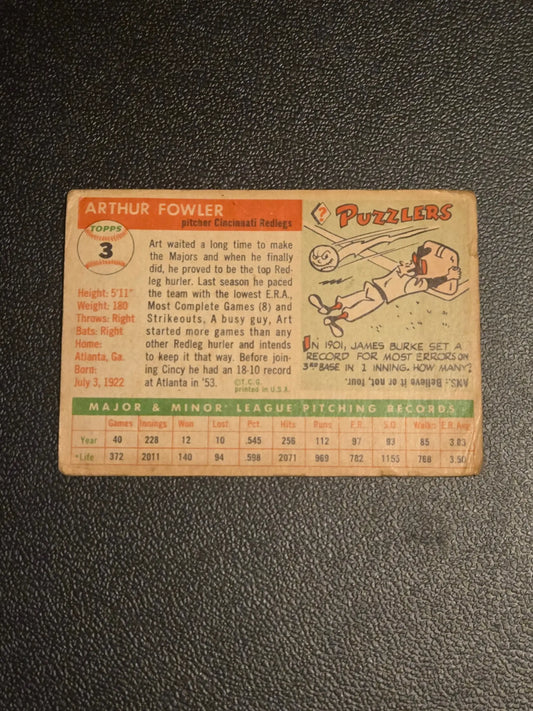 ARTHUR FOWLER
pitcher Cincinnati Redlegs
TOPPS
3
Height: 5'11"
Weight: 180
Throws: Right
Bats: Right
Home:
Atlanta, Ga.
Born:
July 3, 1922
Art waited a long time to make
the Majors and when he finally
did, he proved to be the top Red-
leg hurler. Last season he paced
the team with the lowest E.R.A.,
Most Complete Games (8) and
Strikeouts. A busy guy, Art
started more games than any
other Redleg hurler and intends
to keep it that way. Before join-
ing Cincy he had an 18-10 record
at Atlanta in '53.
©T.C.G.
printed in U.S.A.
?
PUZZLERS
IN 1901, JAMES BURKE SET A
RECORD FOR MOST ERRORS ON
3RD BASE IN 1 INNING. HOW MANY?
ANS.: Believe it or not, four.
MAJOR & MINOR LEAGUE PITCHING RECORDS
Games Innings Won Lost Pct. Hits Runs E.R. S.O. Walks E.R. Avg.
Year 40 228 12 10 .545 256 112 97 93 85 3.83
*Life 372 2011 140 94 .598 2071 969 782 1155 768 3.50